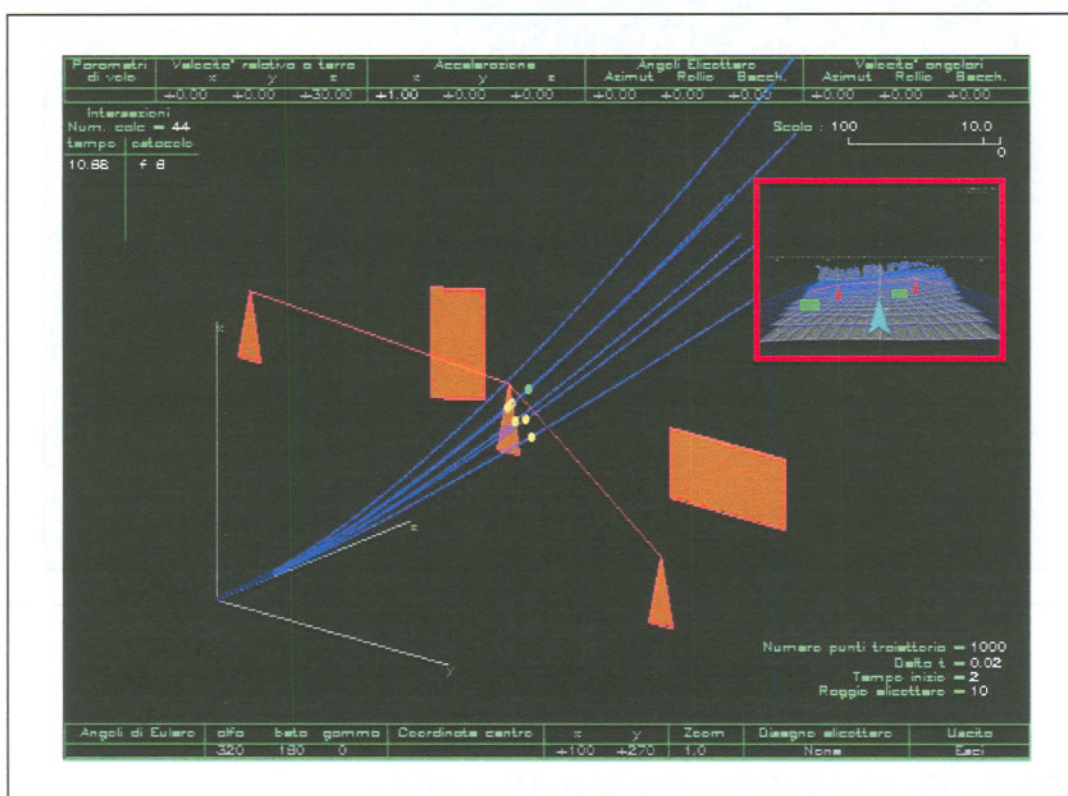 Parametri di volo Velocita' relativa a terra Accelerazione Angoli Elicottero Velocita' angolari
x y z x y z Azimut Rollio Becch. Azimut Rollio Becch.
+0.00 +0.00 +30.00 +1.00 +0.00 +0.00 +0.00 +0.00 +0.00 +0.00 +0.00 +0.00
Intersezioni
Num. calc = 44
tempo ostacolo
10.68 f 6
Scala : 100 10.0
0
z
x
y
Numero punti traiettoria = 1000
Delta t = 0.02
Tempo inizio = 2
Raggio elicottero = 10
Angoli di Eulero alfa beta gamma Coordinate centro x y Zoom Disegno elicottero Uscita
320 180 0 +100 +270 1.0 None Esci